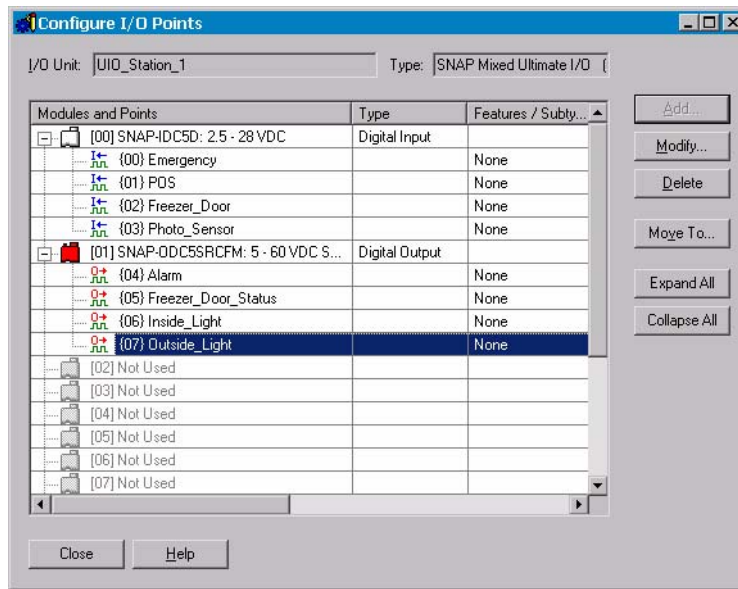 Configure I/O Points
I/O Unit: UIO_Station_1 Type: SNAP Mixed Ultimate I/O (
Modules and Points Type Features / Subty...
[00] SNAP-IDC5D: 2.5 - 28 VDC Digital Input
{00} Emergency None
{01} POS None
{02} Freezer_Door None
{03} Photo_Sensor None
[01] SNAP-ODC5SRCFM: 5 - 60 VDC S... Digital Output
{04} Alarm None
{05} Freezer_Door_Status None
{06} Inside_Light None
{07} Outside_Light None
[02] Not Used
[03] Not Used
[04] Not Used
[05] Not Used
[06] Not Used
[07] Not Used
Add...
Modify...
Delete
Move To...
Expand All
Collapse All
Close Help